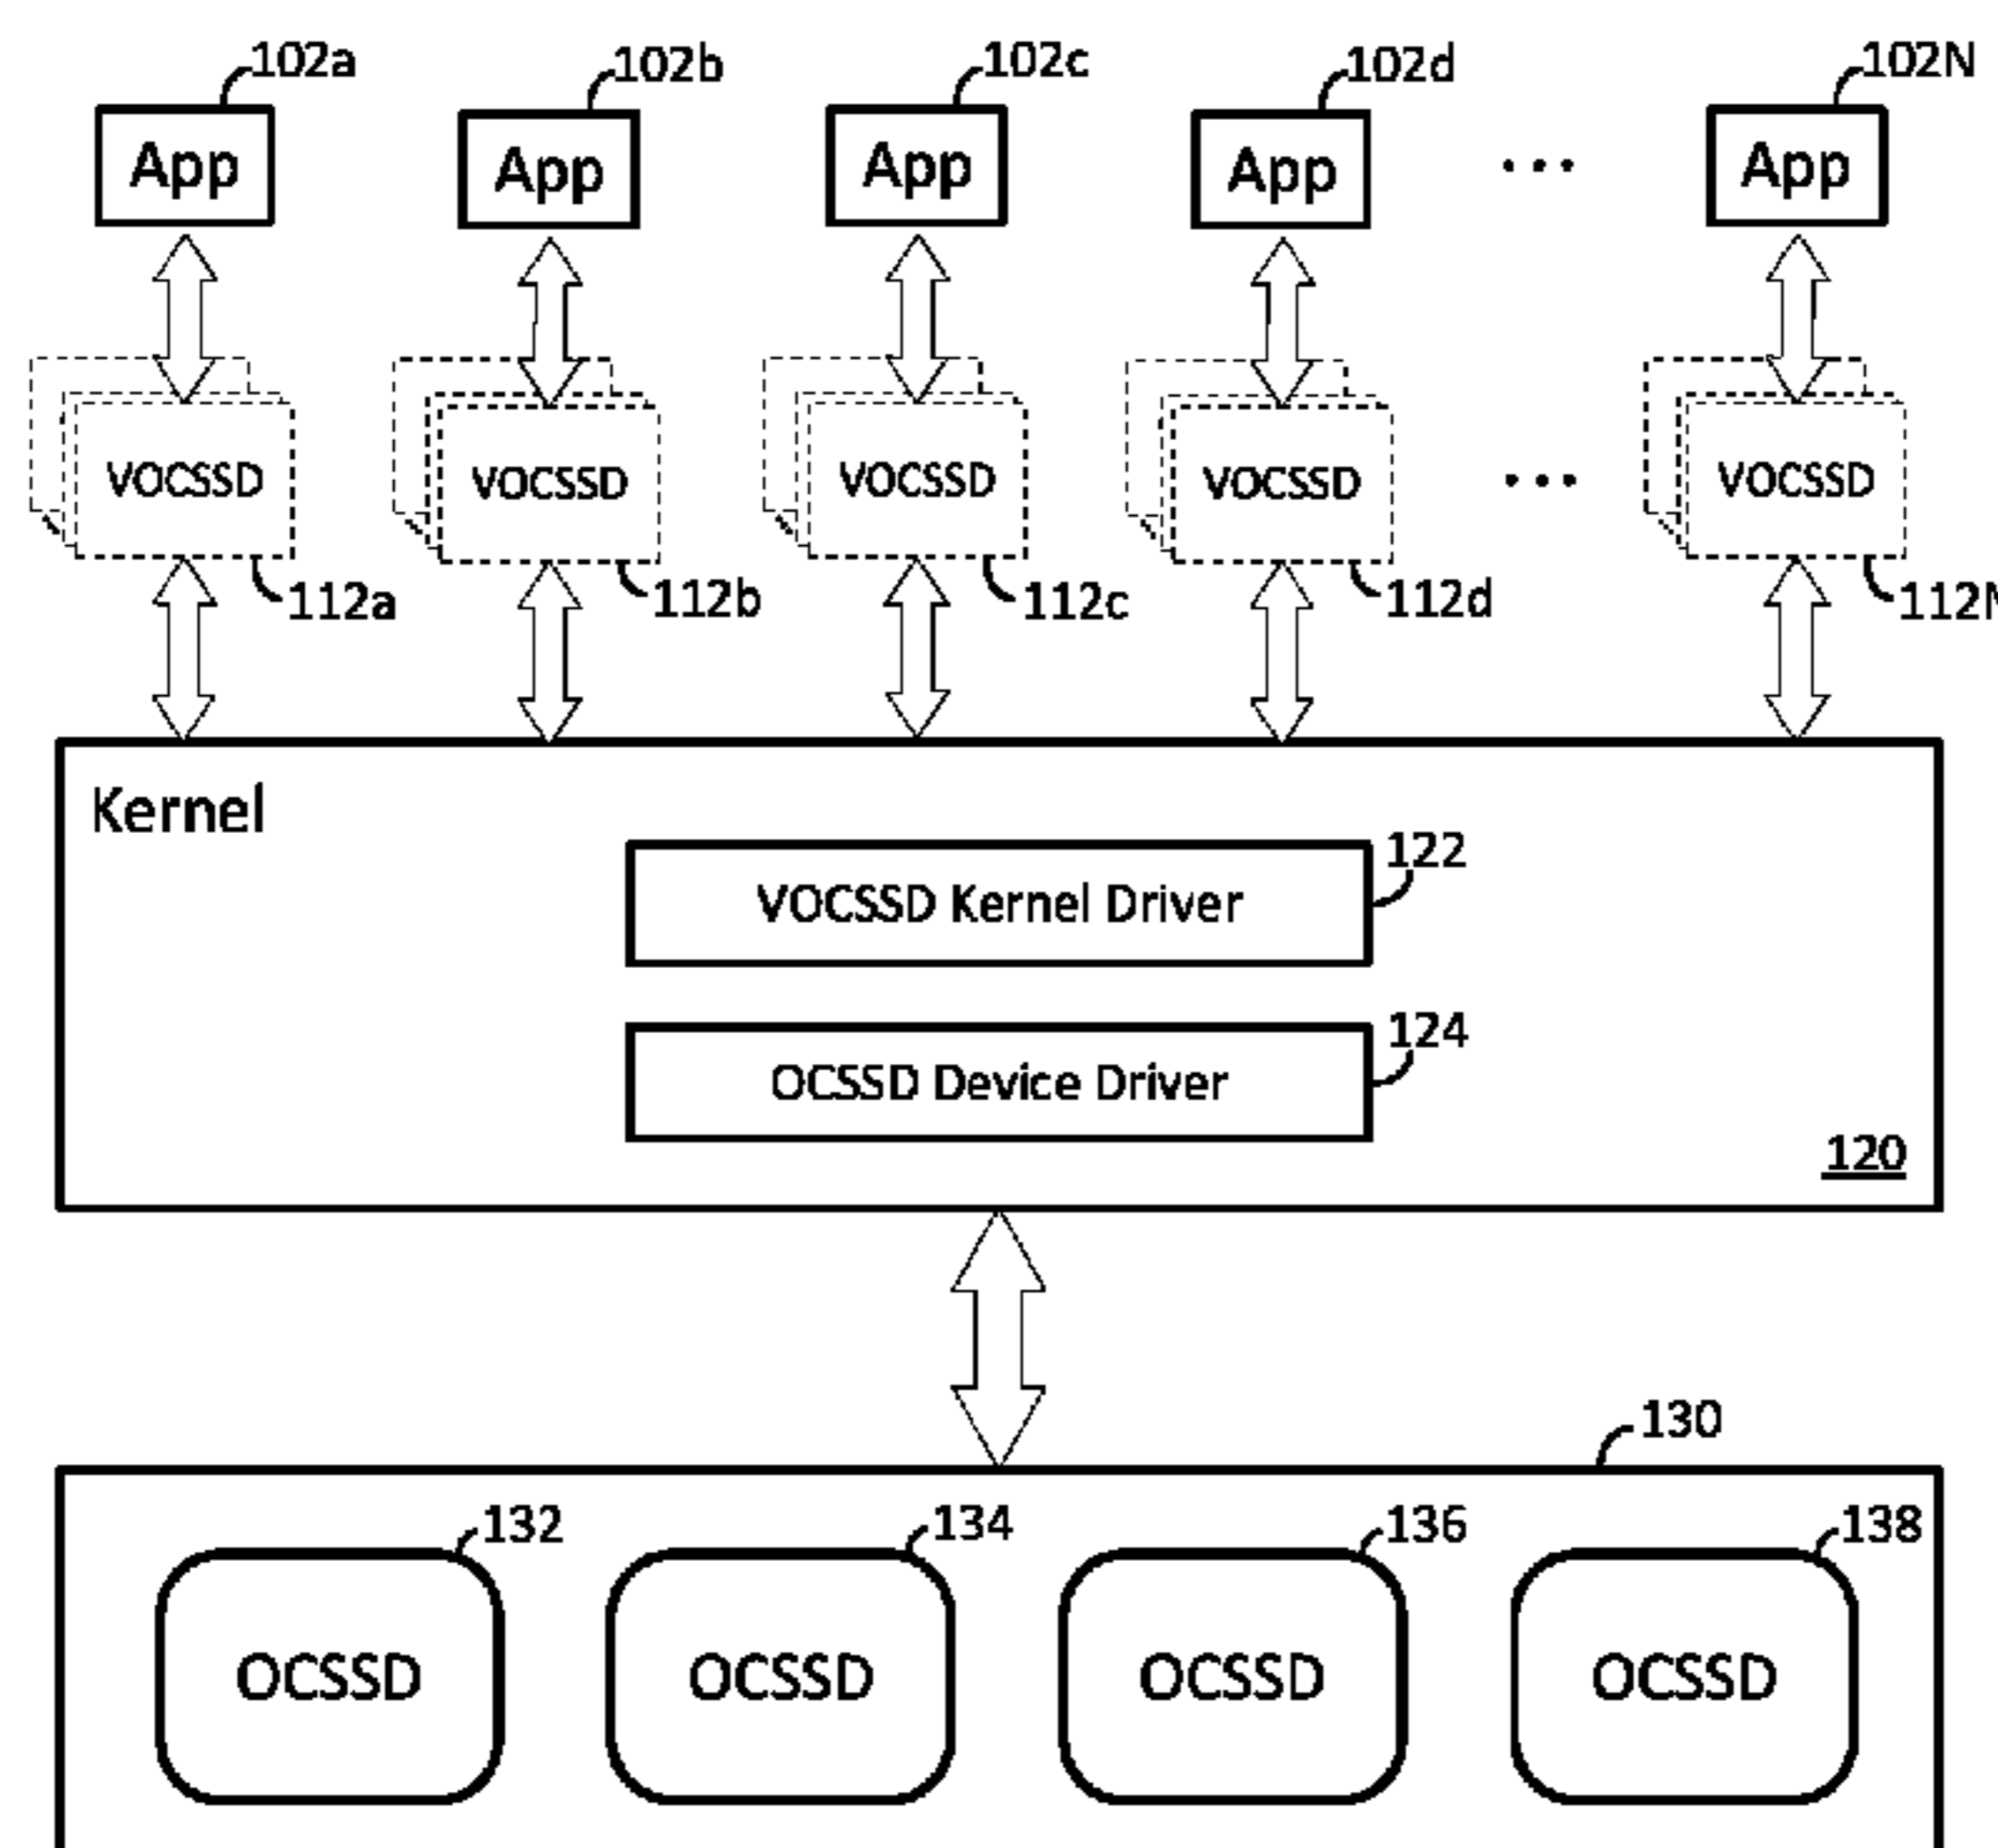 102a 102b 102c 102d 102N
App App App App ... App
VOCSSD VOCSSD VOCSSD VOCSSD ... VOCSSD
112a 112b 112c 112d 112N
Kernel
122
VOCSSD Kernel Driver
124
OCSSD Device Driver
120
130
132 134 136 138
OCSSD OCSSD OCSSD OCSSD